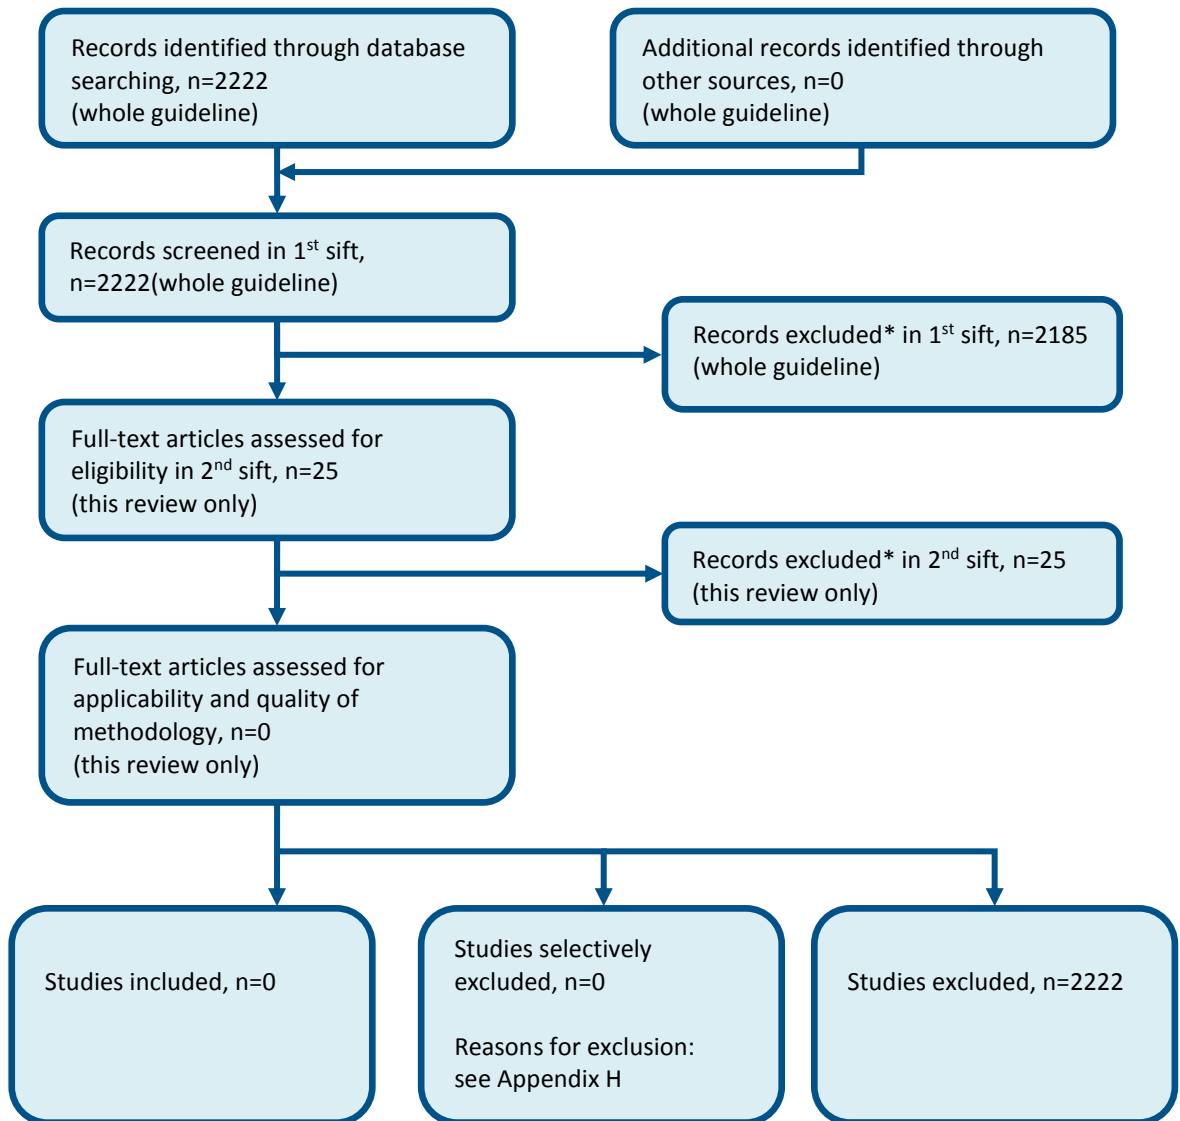 Records identified through database
searching, n=2222
(whole guideline)
Additional records identified through
other sources, n=0
(whole guideline)
Records screened in 1st sift,
n=2222(whole guideline)
Records excluded* in 1st sift, n=2185
(whole guideline)
Full-text articles assessed for
eligibility in 2nd sift, n=25
(this review only)
Records excluded* in 2nd sift, n=25
(this review only)
Full-text articles assessed for
applicability and quality of
methodology, n=0
(this review only)
Studies included, n=0
Studies selectively
excluded, n=0
Reasons for exclusion:
see Appendix H
Studies excluded, n=2222